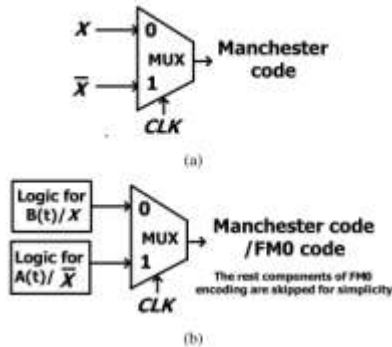 X
0
MUX
Manchester
code
X̅
1
CLK
(a)
Logic for
B(t)/X
0
MUX
Manchester code
/FM0 code
Logic for
A(t)/ X̅
1
The rest components of FM0
encoding are skipped for simplicity
CLK
(b)